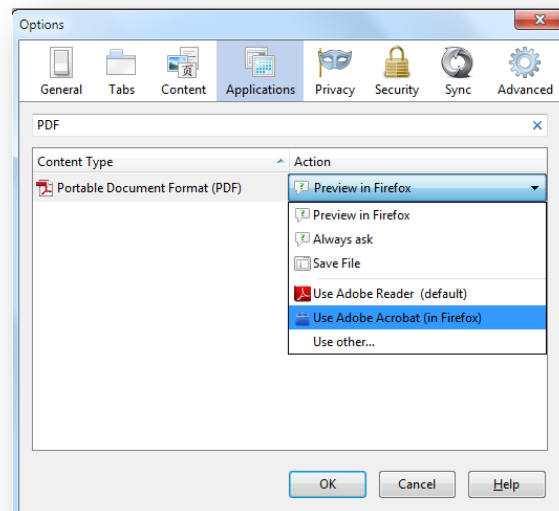 Options
General Tabs Content Applications Privacy Security Sync Advanced
PDF
Content Type Action
Portable Document Format (PDF) Preview in Firefox
Preview in Firefox
Always ask
Save File
Use Adobe Reader (default)
Use Adobe Acrobat (in Firefox)
Use other...
OK Cancel Help